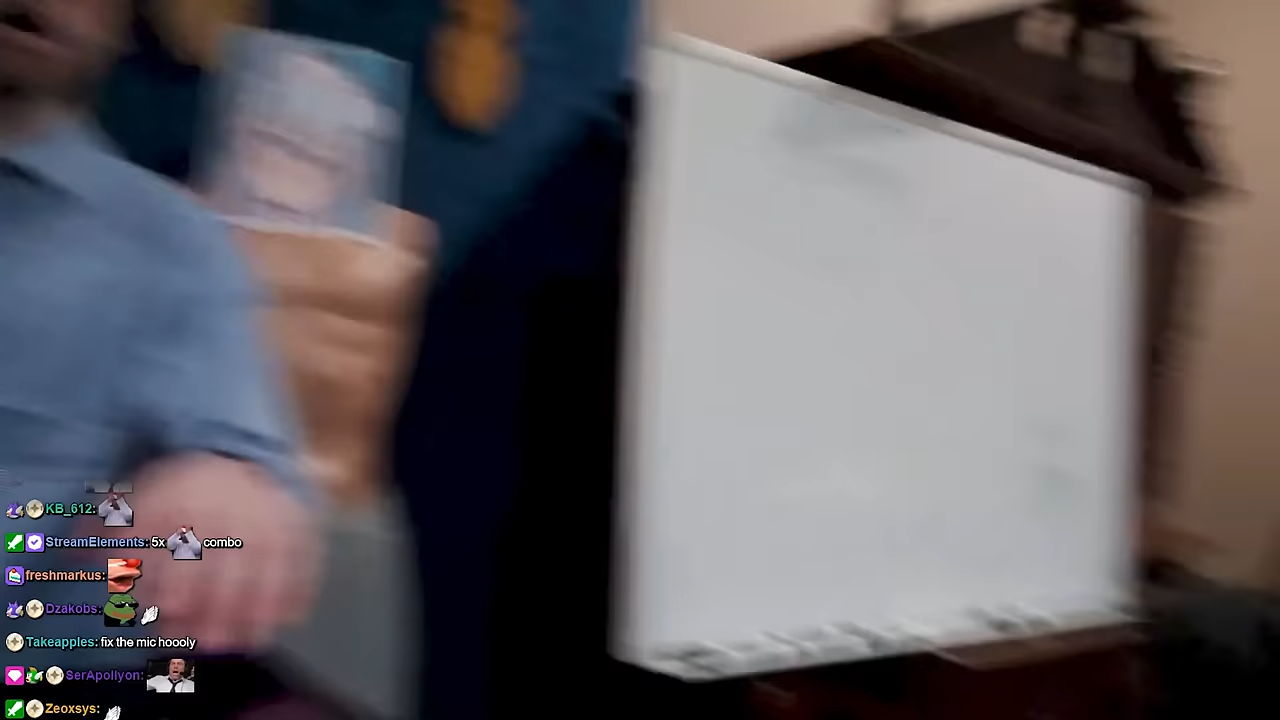 KB_612:
StreamElements: 5x combo
freshmarkus:
Dzakobs:
Takeapples: fix the mic hoooly
SerApollyon:
Zeoxsys: